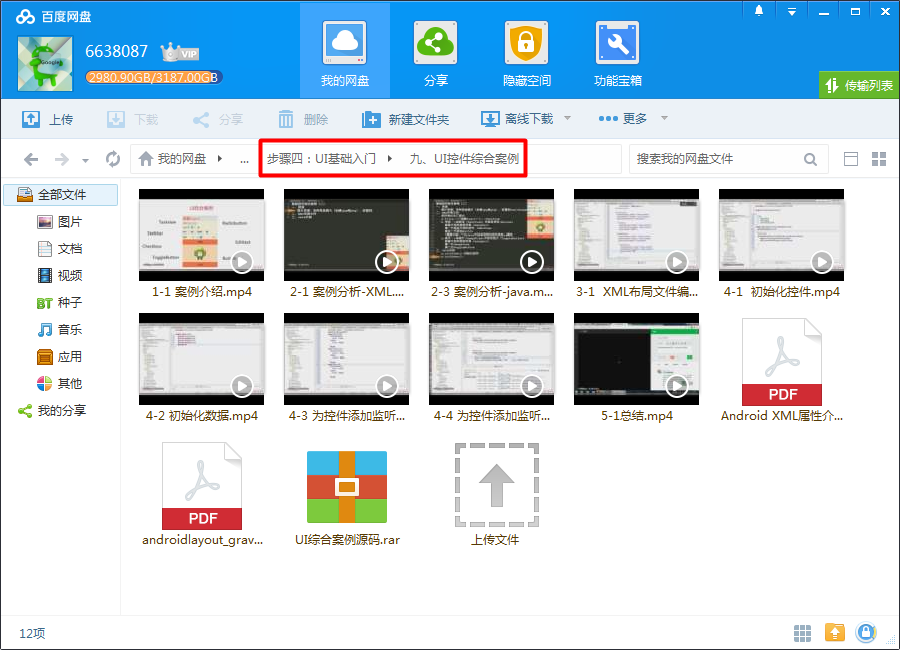 百度网盘
6638087 VIP
2980.90GB/3187.00GB
我的网盘 分享 隐藏空间 功能宝箱
传输列表
上传 下载 分享 删除 新建文件夹 离线下载 更多
我的网盘 ... 步骤四：UI基础入门 九、UI控件综合案例 搜索我的网盘文件
全部文件
图片
文档
视频
BT 种子
音乐
应用
其他
我的分享
1-1 案例介绍.mp4 2-1 案例分析-XML.... 2-3 案例分析-java.m... 3-1 XML布局文件编... 4-1 初始化控件.mp4
4-2 初始化数据.mp4 4-3 为控件添加监听... 4-4 为控件添加监听... 5-1总结.mp4 PDF Android XML属性介...
PDF androidlayout_grav... UI综合案例源码.rar 上传文件
12项